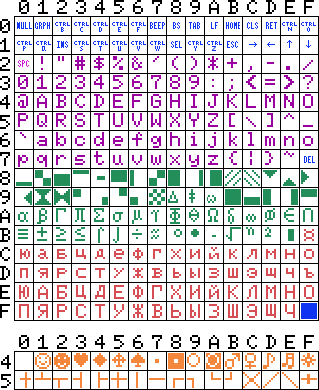 0 1 2 3 4 5 6 7 8 9 A B C D E F
0 NULL GRPH CTRL B CTRL C CTRL D CTRL E CTRL F BEEP BS TAB LF HOME CLS RET CTRL N CTRL O
1 CTRL P CTRL Q INS CTRL S CTRL T CTRL U CTRL V CTRL W SEL CTRL Y CTRL Z ESC → ← ↑ ↓
2 SPC ! " # $ % & ' ( ) * + , - . /
3 0 1 2 3 4 5 6 7 8 9 : ; < = > ?
4 @ A B C D E F G H I J K L M N O
5 P Q R S T U V W X Y Z [ \ ] ^ _
6 ` a b c d e f g h i j k l m n o
7 p q r s t u v w x y z { | } ~ DEL
8
9 Δ ‡ ω
A α β Γ π Σ σ μ γ Φ θ Ω δ ∞ ∅ ∈ ∩
B ≡ ± ≥ ≤ ⌠ ⌡ ÷ ≈ ° • · √ ⁿ ² ■ ¤
C ю а б ц д е ф г х и й к л м н о
D п я р с т у ж в ь ы з ш э щ ч ъ
E Ю А Б Ц Д Е Ф Г Х И Й К Л М Н О
F П Я Р С Т У Ж В Ь Ы З Ш Э Щ Ч
0 1 2 3 4 5 6 7 8 9 A B C D E F
4 ☺ ☻ ♥ ♦ ♣ ♠ • ◘ ○ ◙ ♂ ♀ ♪ ♫ ☼
5 ┼ ┴ ┬ ┤ ├ ┼ │ ─ ┌ ┐ └ ┘ ╳ ╱ ╲ ┼